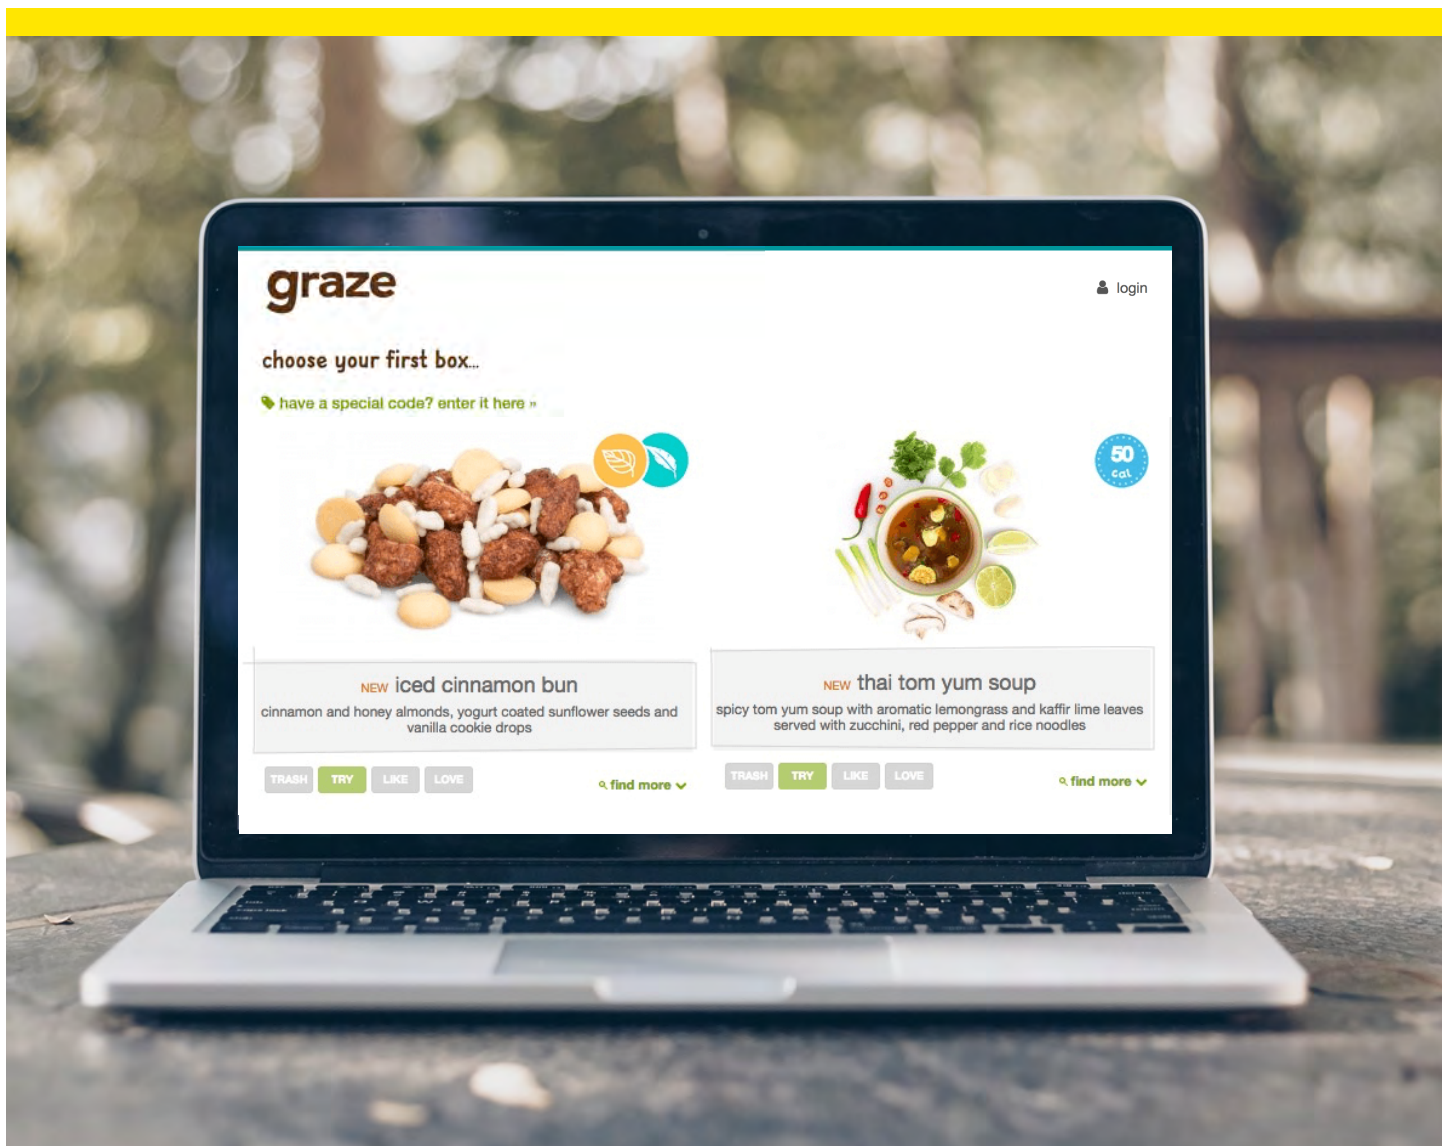 graze
login
choose your first box...
have a special code? enter it here »
50
cal
NEW iced cinnamon bun
cinnamon and honey almonds, yogurt coated sunflower seeds and
vanilla cookie drops
TRASH TRY LIKE LOVE
find more
NEW thai tom yum soup
spicy tom yum soup with aromatic lemongrass and kaffir lime leaves
served with zucchini, red pepper and rice noodles
TRASH TRY LIKE LOVE
find more